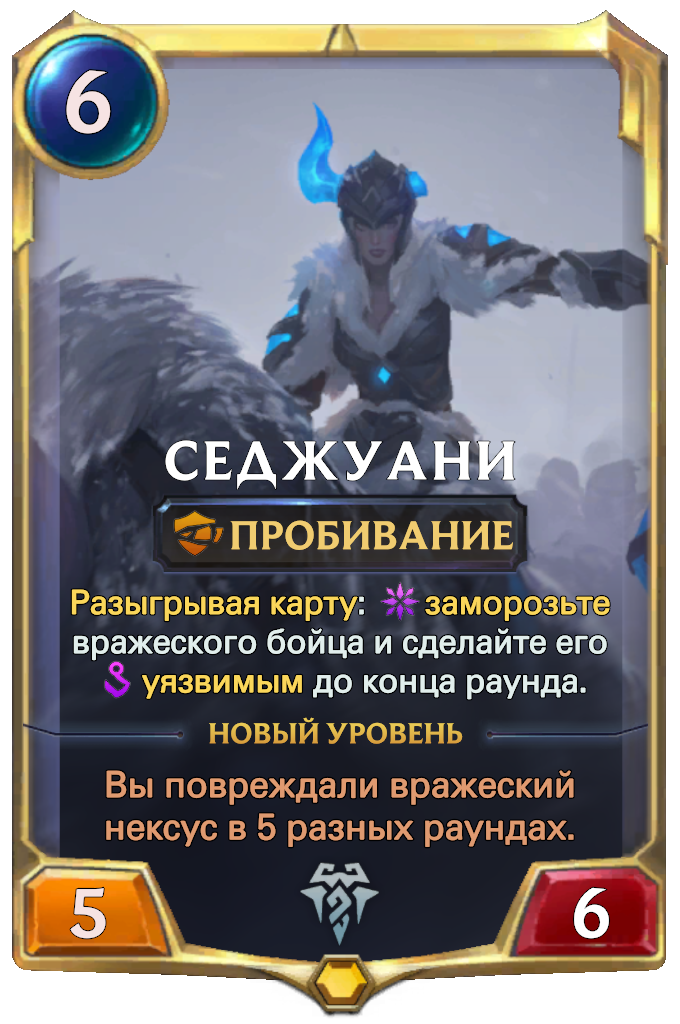 6
СЕДЖУАНИ
ПРОБИВАНИЕ
Разыгрывая карту: заморозьте
вражеского бойца и сделайте его
уязвимым до конца раунда.
НОВЫЙ УРОВЕНЬ
Вы повреждали вражеский
нексус в 5 разных раундах.
5
6